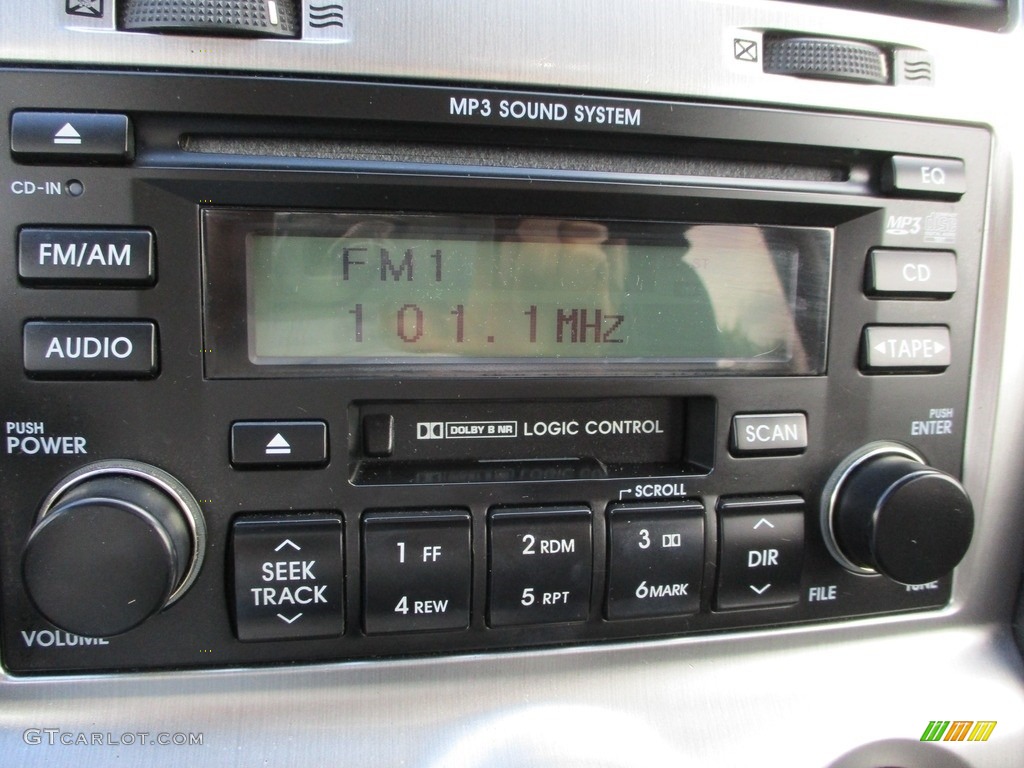 MP3 SOUND SYSTEM
CD-IN
EQ
MP3
FM/AM
CD
FM1
101.1MHz
AUDIO
◀TAPE▶
PUSH
POWER
DOLBY B NR LOGIC CONTROL
SCAN
PUSH
ENTER
SCROLL
SEEK
TRACK
1 FF
4 REW
2 RDM
5 RPT
3
6 MARK
DIR
FILE
TUNE
VOLUME
GTCARLOT.COM